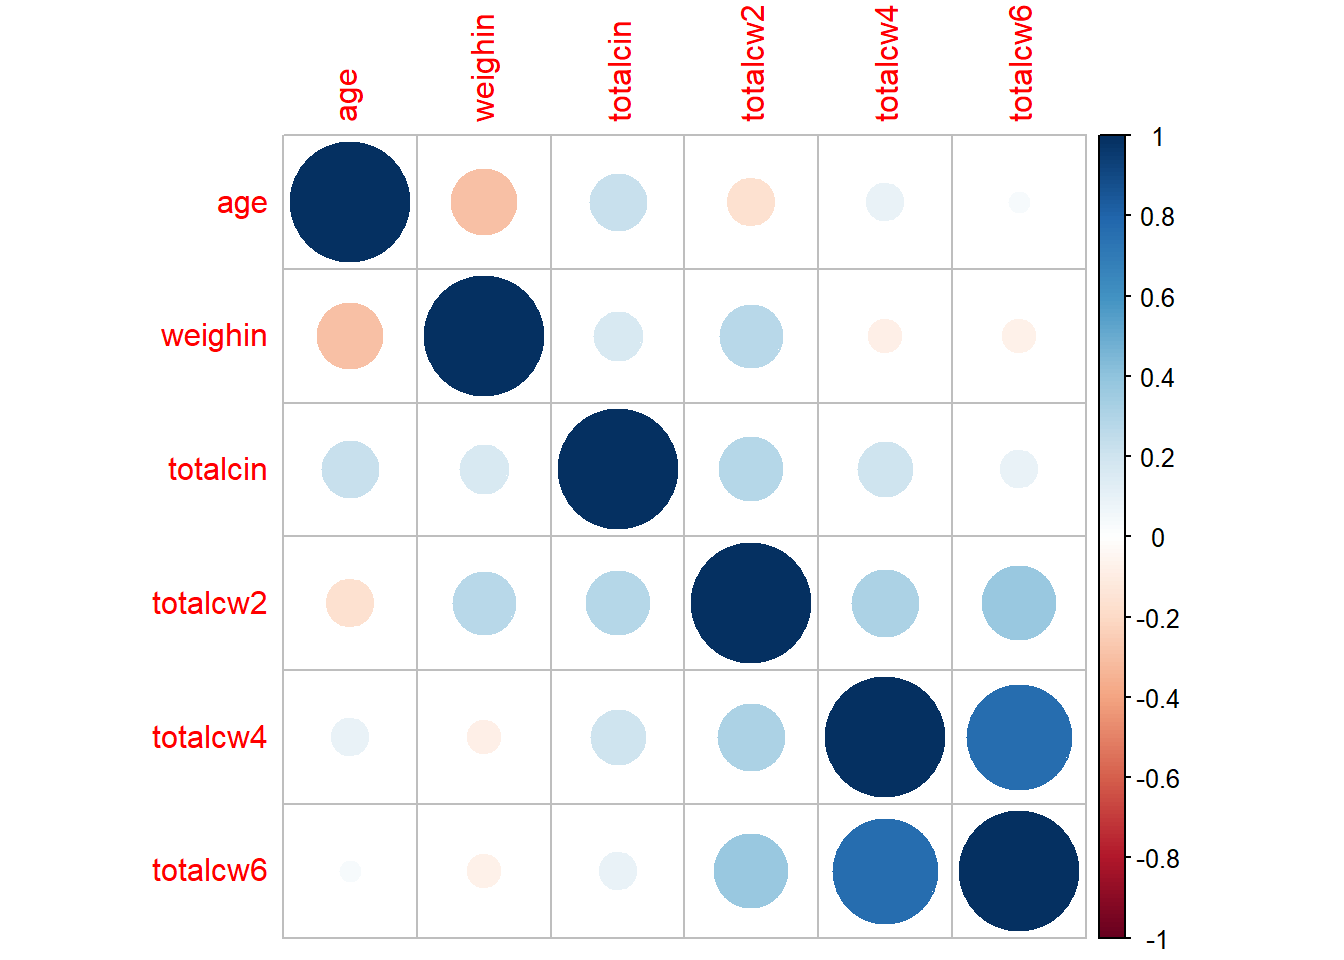 age
weighin
totalcin
totalcw2
totalcw4
totalcw6
age
weighin
totalcin
totalcw2
totalcw4
totalcw6
1
0.8
0.6
0.4
0.2
0
-0.2
-0.4
-0.6
-0.8
-1